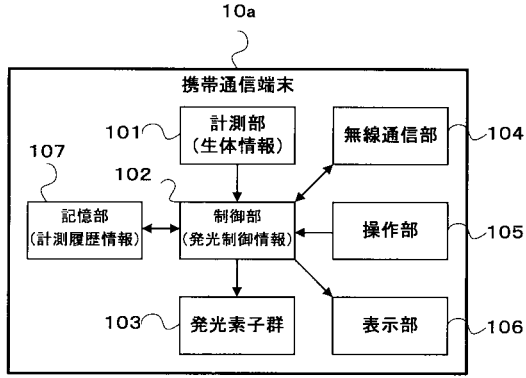 10a
携帯通信端末
101
計測部
(生体情報)
無線通信部
104
107
102
記憶部
(計測履歴情報)
制御部
(発光制御情報)
操作部
105
103
発光素子群
表示部
106